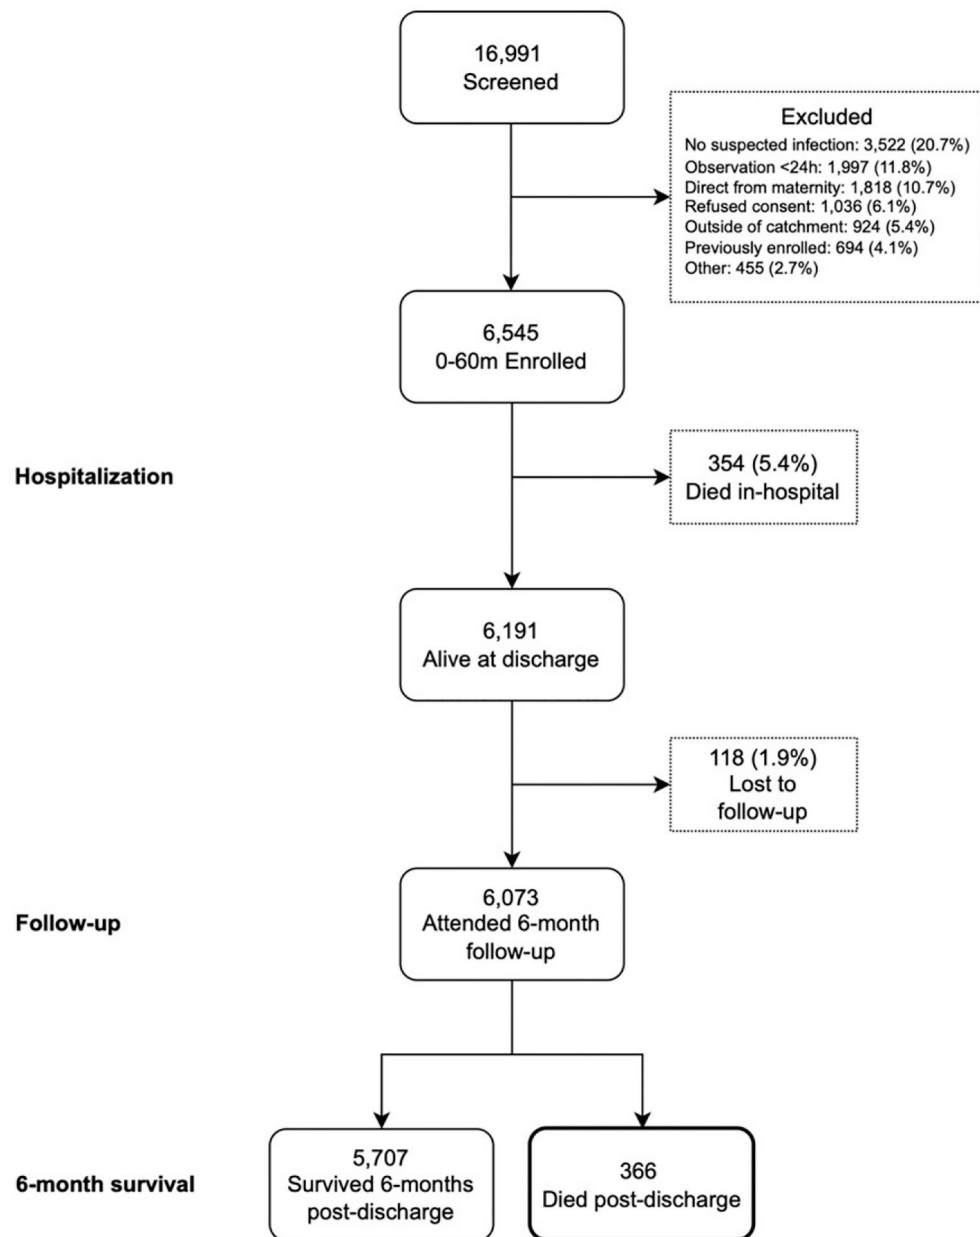 16,991
Screened
Excluded
No suspected infection: 3,522 (20.7%)
Observation <24h: 1,997 (11.8%)
Direct from maternity: 1,818 (10.7%)
Refused consent: 1,036 (6.1%)
Outside of catchment: 924 (5.4%)
Previously enrolled: 694 (4.1%)
Other: 455 (2.7%)
6,545
0-60m Enrolled
Hospitalization
354 (5.4%)
Died in-hospital
6,191
Alive at discharge
118 (1.9%)
Lost to
follow-up
6,073
Attended 6-month
follow-up
Follow-up
6-month survival
5,707
Survived 6-months
post-discharge
366
Died post-discharge